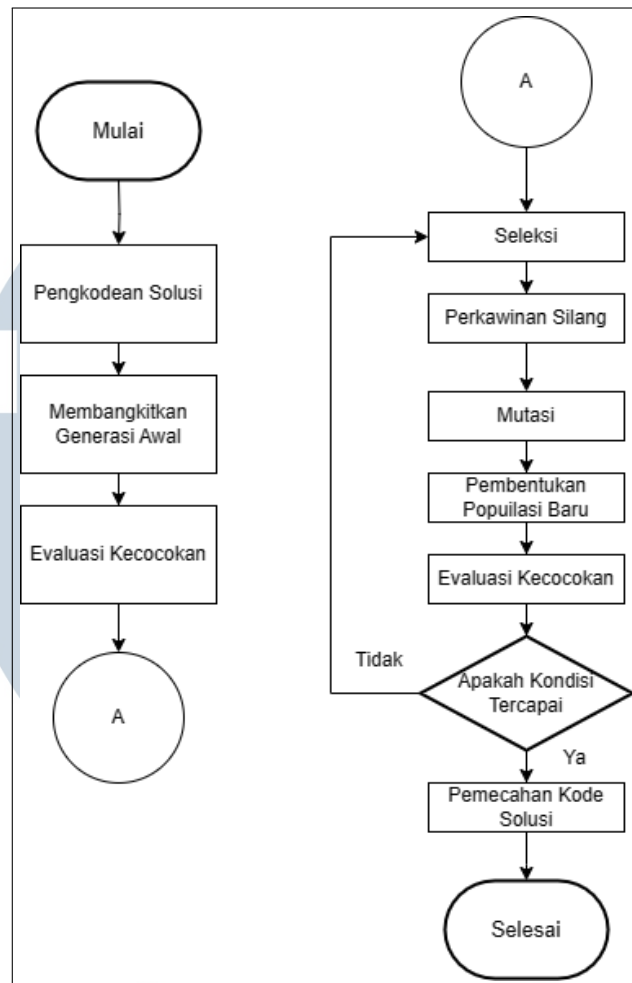 Mulai
Pengkodean Solusi
Membangkitkan
Generasi Awal
Evaluasi Kecocokan
A
A
Seleksi
Perkawinan Silang
Mutasi
Pembentukan
Popuilasi Baru
Evaluasi Kecocokan
Apakah Kondisi
Tercapai
Tidak
Ya
Pemecahan Kode
Solusi
Selesai